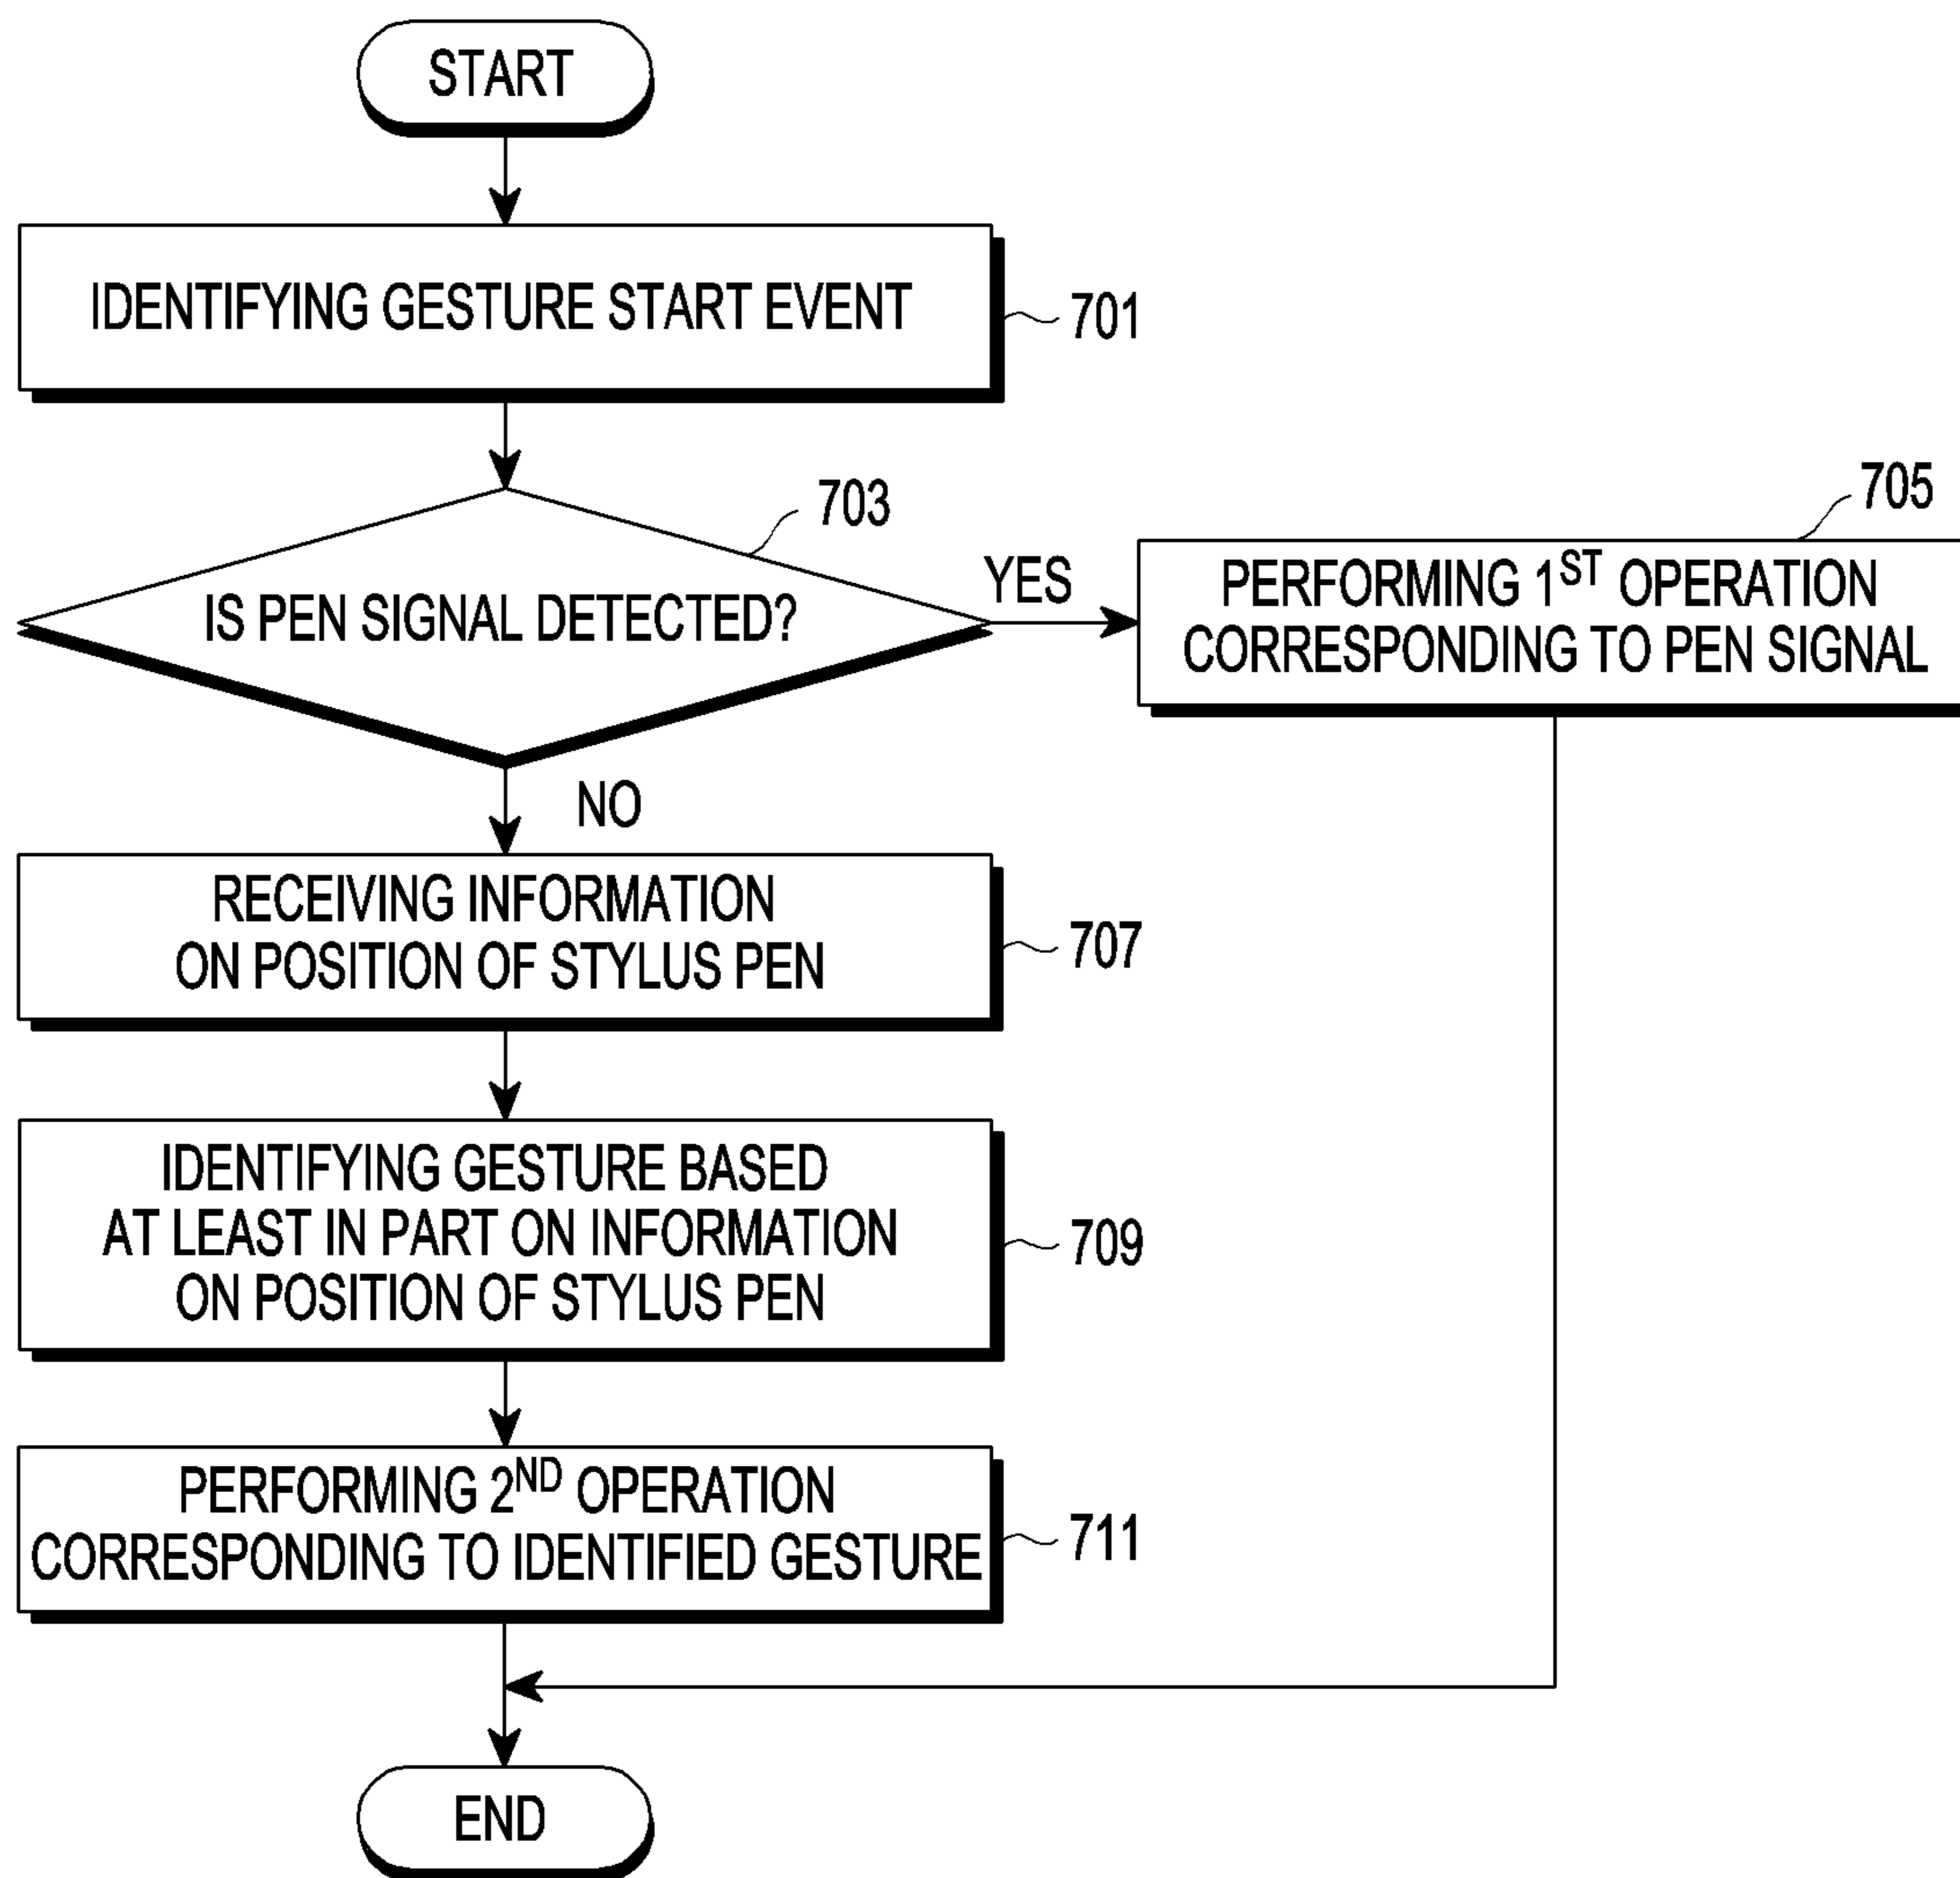 START
IDENTIFYING GESTURE START EVENT
701
703
IS PEN SIGNAL DETECTED?
YES
705
PERFORMING 1ST OPERATION
CORRESPONDING TO PEN SIGNAL
NO
RECEIVING INFORMATION
ON POSITION OF STYLUS PEN
707
IDENTIFYING GESTURE BASED
AT LEAST IN PART ON INFORMATION
ON POSITION OF STYLUS PEN
709
PERFORMING 2ND OPERATION
CORRESPONDING TO IDENTIFIED GESTURE
711
END